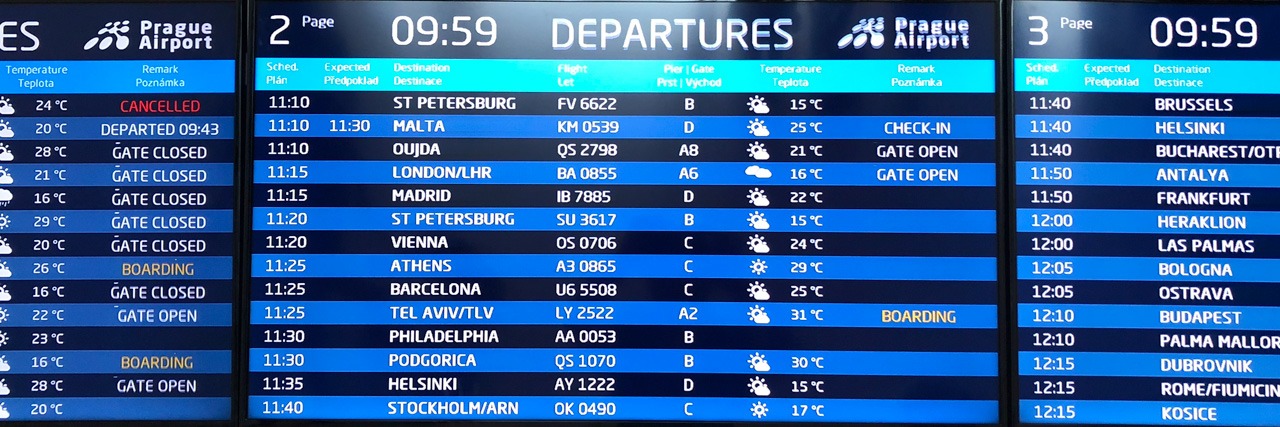 ES Prague Airport
Temperature Remark
Teplota Poznámka
24 °C CANCELLED
20 °C DEPARTED 09:43
28 °C GATE CLOSED
21 °C GATE CLOSED
16 °C GATE CLOSED
29 °C GATE CLOSED
20 °C GATE CLOSED
26 °C BOARDING
16 °C GATE CLOSED
22 °C GATE OPEN
23 °C
16 °C BOARDING
28 °C GATE OPEN
20 °C
2 Page 09:59 DEPARTURES Prague Airport
Sched. Expected Destination Flight Pier | Gate Temperature Remark
Plán Předpoklad Destinace Let Prst | Východ Teplota Poznámka
11:10 ST PETERSBURG FV 6622 B 15 °C
11:10 11:30 MALTA KM 0539 D 25 °C CHECK-IN
11:10 OUJDA QS 2798 A8 21 °C GATE OPEN
11:15 LONDON/LHR BA 0855 A6 16 °C GATE OPEN
11:15 MADRID IB 7885 D 22 °C
11:20 ST PETERSBURG SU 3617 B 15 °C
11:20 VIENNA OS 0706 C 24 °C
11:25 ATHENS A3 0865 C 29 °C
11:25 BARCELONA U6 5508 C 25 °C
11:25 TEL AVIV/TLV LY 2522 A2 31 °C BOARDING
11:30 PHILADELPHIA AA 0053 B
11:30 PODGORICA QS 1070 B 30 °C
11:35 HELSINKI AY 1222 D 15 °C
11:40 STOCKHOLM/ARN OK 0490 C 17 °C
3 Page 09:59
Sched. Expected Destination
Plán Předpoklad Destinace
11:40 BRUSSELS
11:40 HELSINKI
11:40 BUCHAREST/OT
11:50 ANTALYA
11:50 FRANKFURT
12:00 HERAKLION
12:00 LAS PALMAS
12:05 BOLOGNA
12:05 OSTRAVA
12:10 BUDAPEST
12:10 PALMA MALLOR
12:15 DUBROVNIK
12:15 ROME/FIUMICIN
12:15 KOSICE